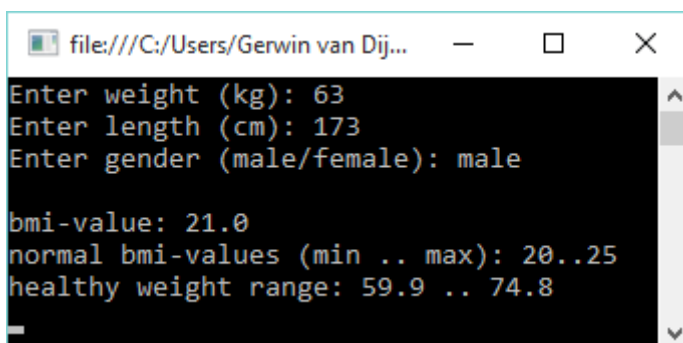 file:///C:/Users/Gerwin van Dij...
Enter weight (kg): 63
Enter length (cm): 173
Enter gender (male/female): male
bmi-value: 21.0
normal bmi-values (min .. max): 20..25
healthy weight range: 59.9 .. 74.8